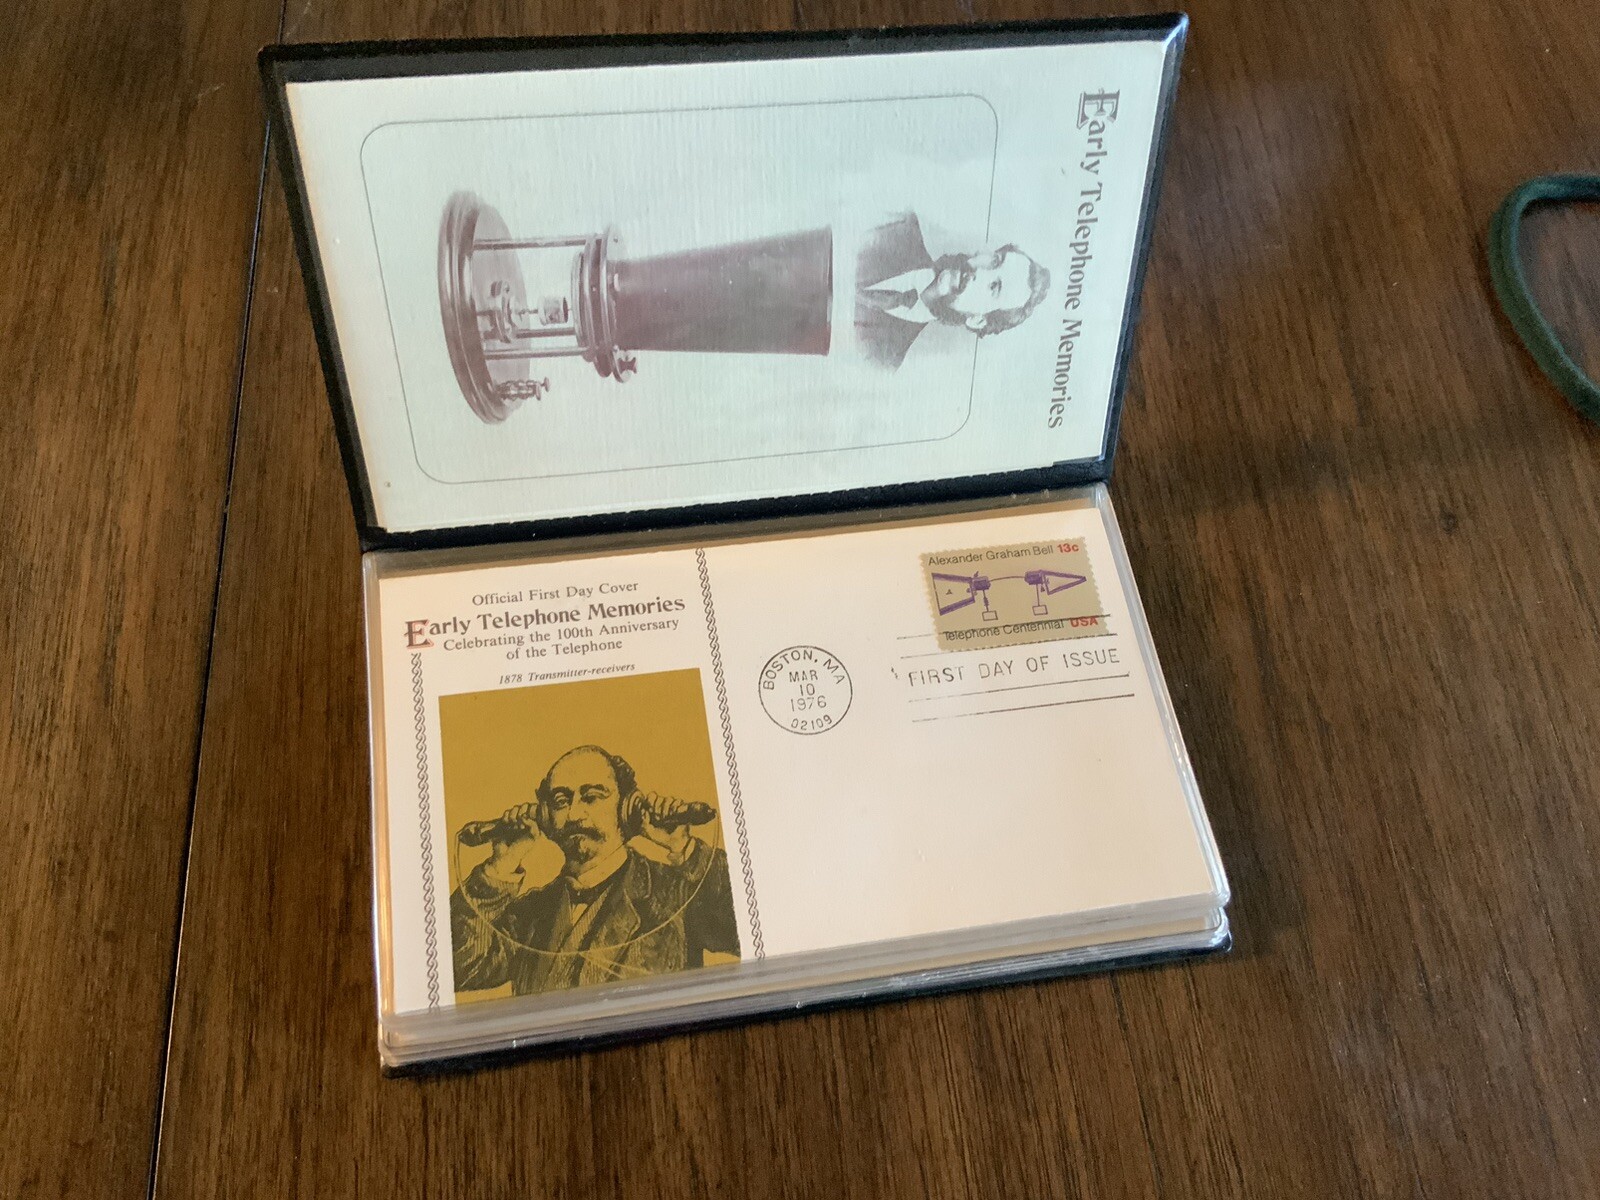 Early Telephone Memories
Official First Day Cover
Early Telephone Memories
Celebrating the 100th Anniversary
of the Telephone
1878 Transmitter-receivers
Alexander Graham Bell 13c
Telephone Centennial USA
BOSTON, MA
MAR
10
1976
02109
FIRST DAY OF ISSUE